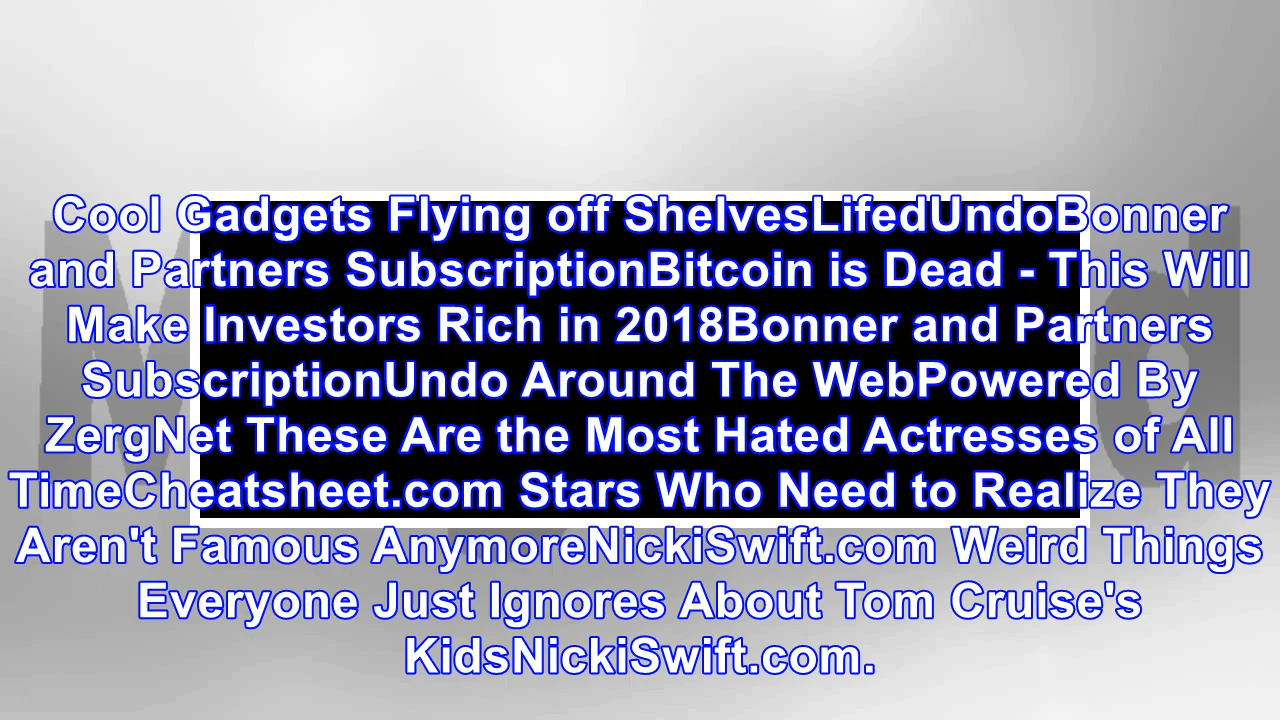 Cool Gadgets Flying off ShelvesLifedUndoBonner
and Partners SubscriptionBitcoin is Dead - This Will
Make Investors Rich in 2018Bonner and Partners
SubscriptionUndo Around The WebPowered By
ZergNet These Are the Most Hated Actresses of All
TimeCheatsheet.com Stars Who Need to Realize They
Aren't Famous AnymoreNickiSwift.com Weird Things
Everyone Just Ignores About Tom Cruise's
KidsNickiSwift.com.